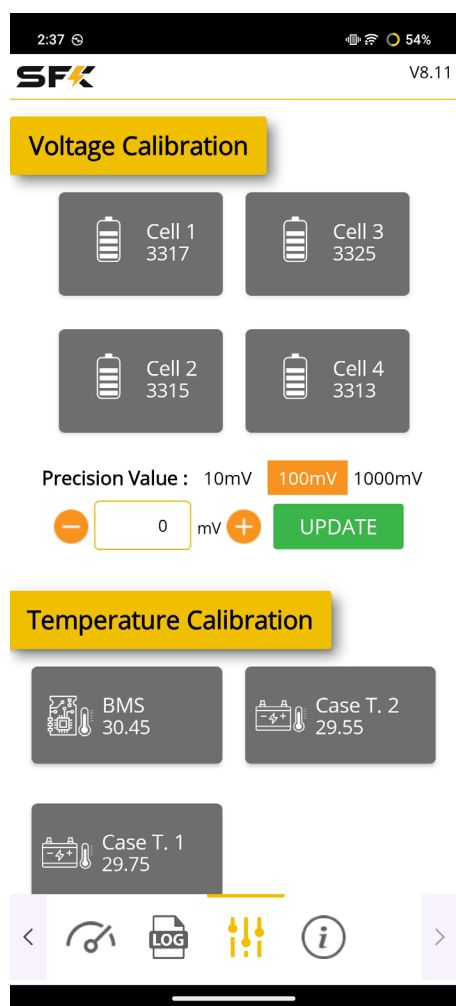 2:37
54%
SFK
V8.11
Voltage Calibration
Cell 1
3317
Cell 3
3325
Cell 2
3315
Cell 4
3313
Precision Value : 10mV 100mV 1000mV
0 mV UPDATE
Temperature Calibration
BMS
30.45
Case T. 2
29.55
Case T. 1
29.75
LOG
i